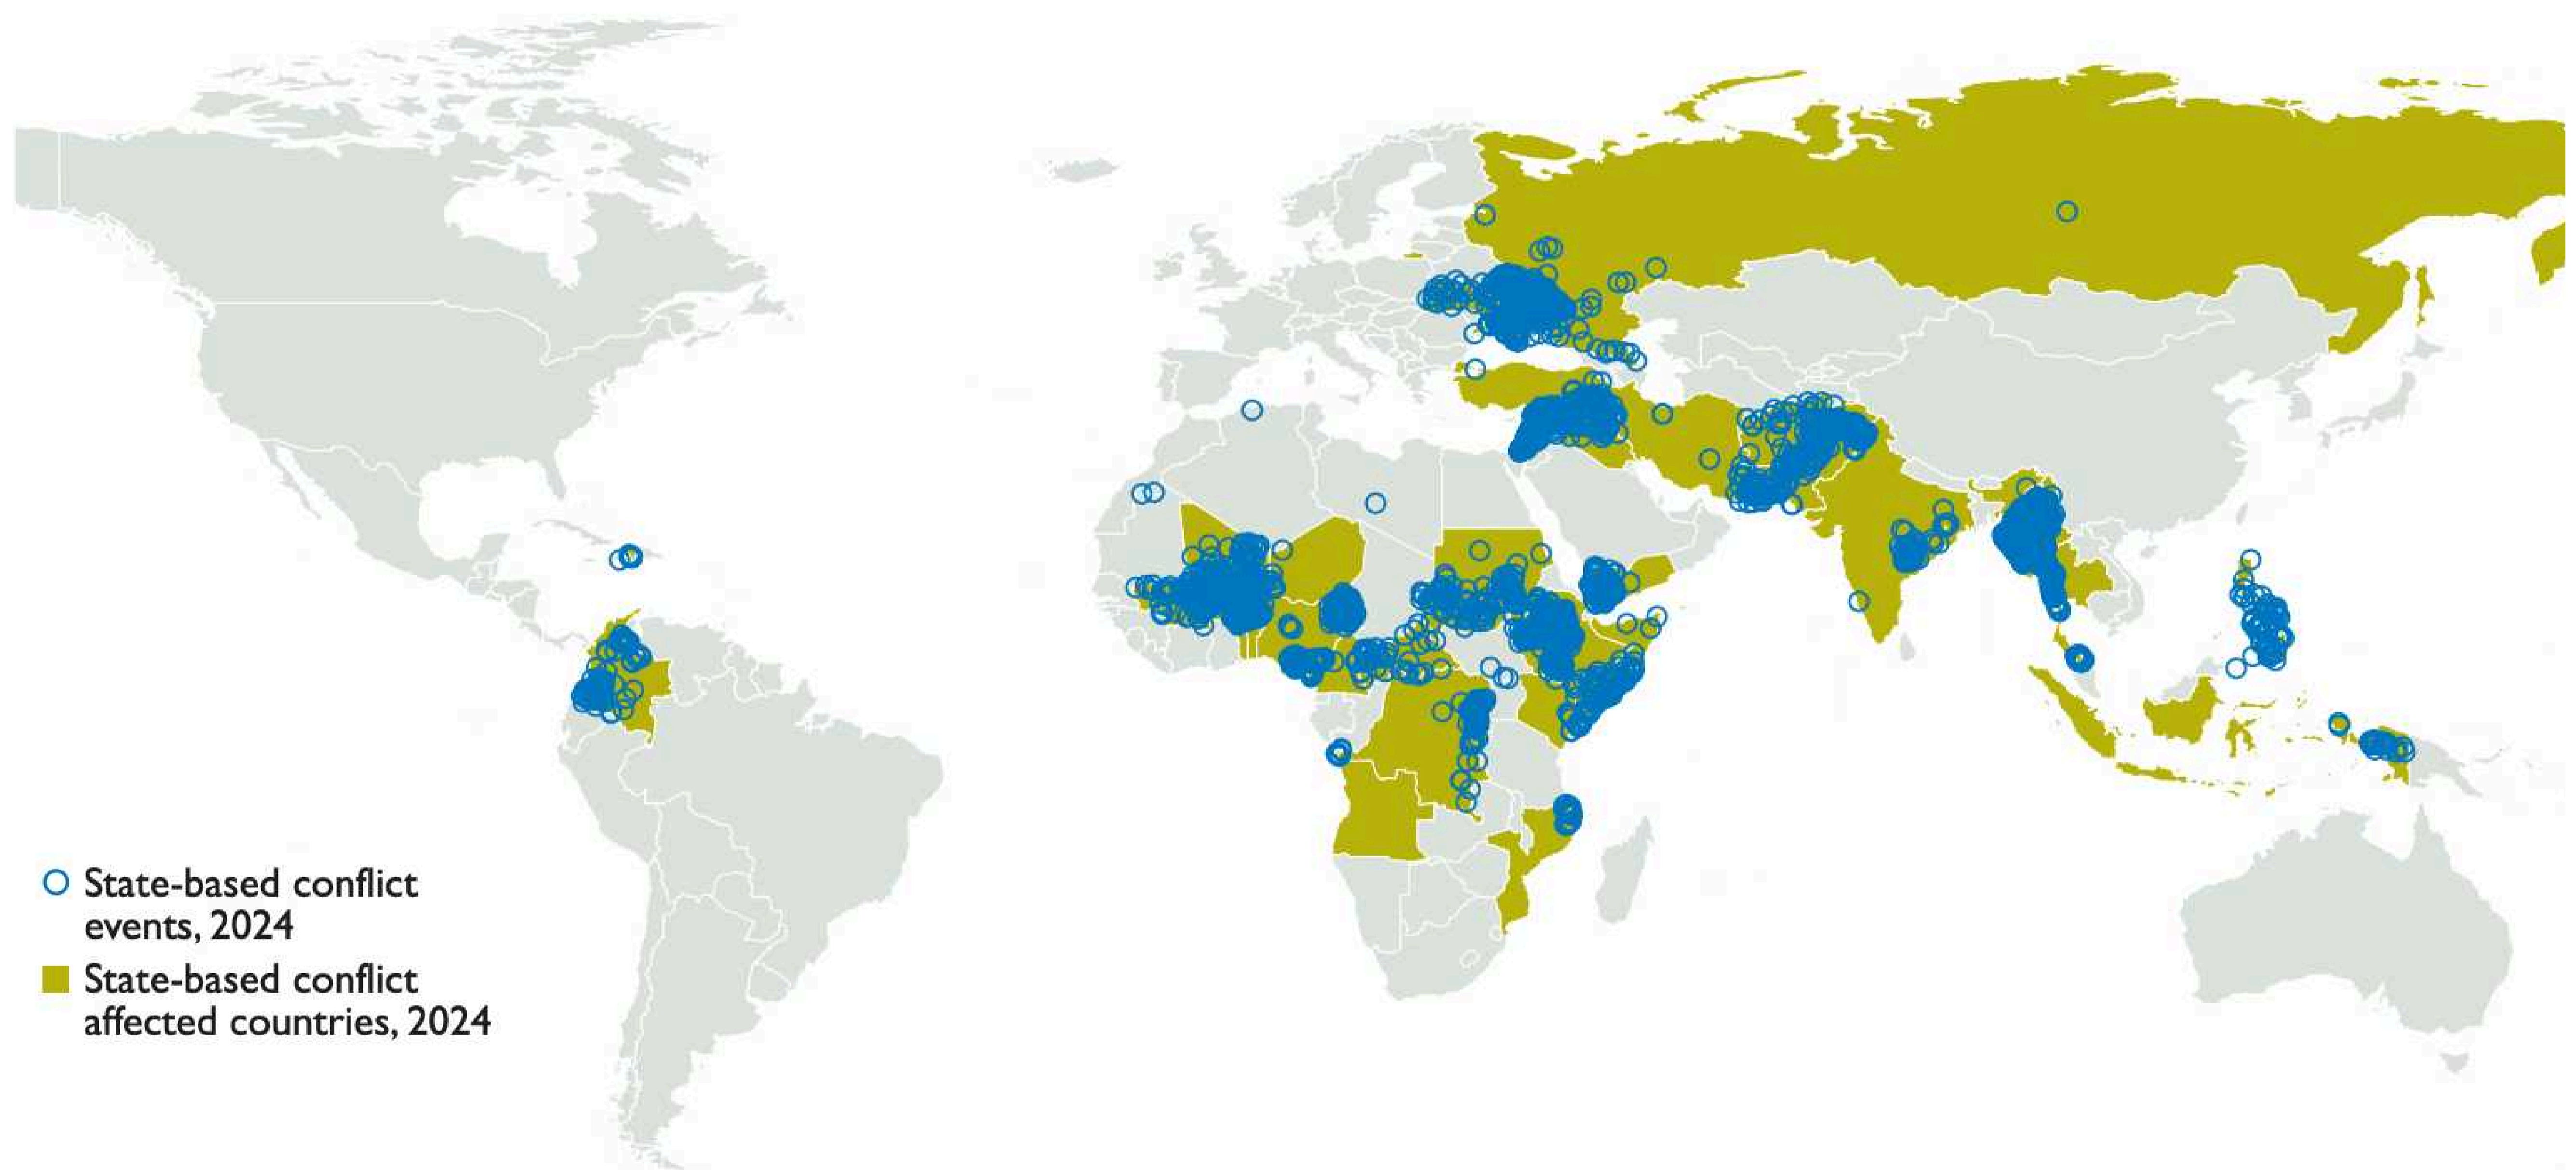 State-based conflict
events, 2024
State-based conflict
affected countries, 2024